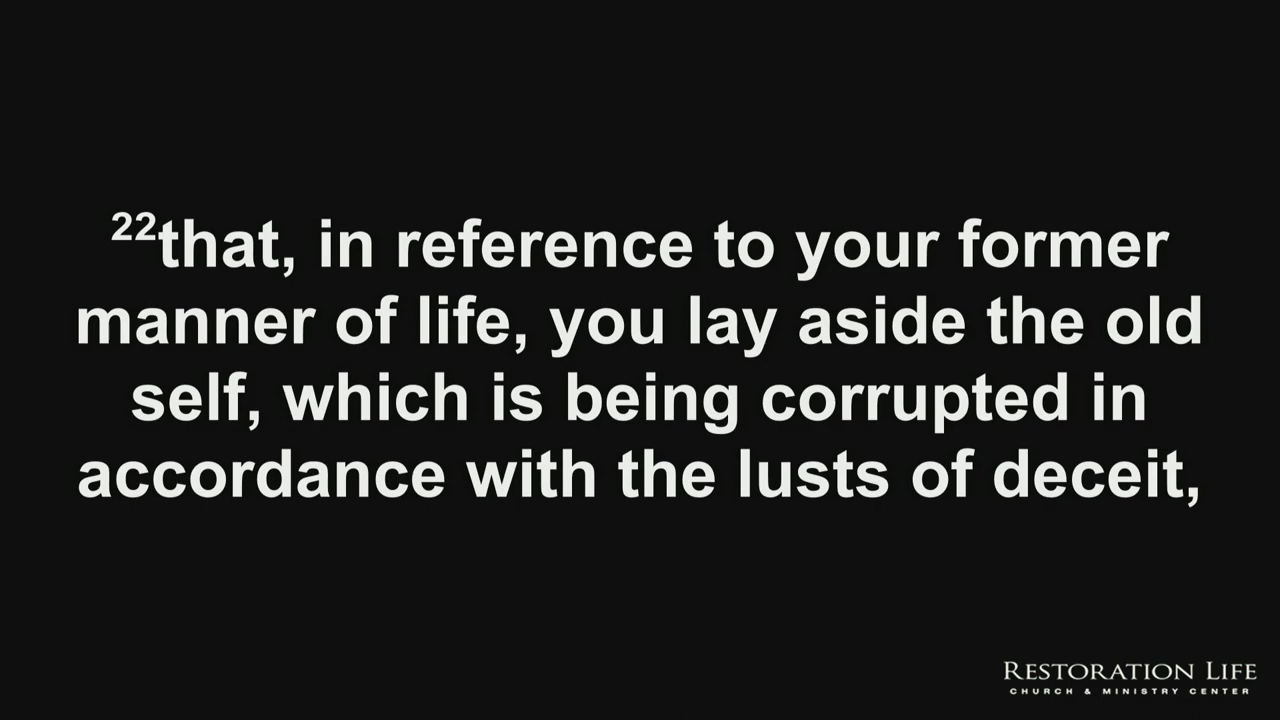 ²²that, in reference to your former
manner of life, you lay aside the old
self, which is being corrupted in
accordance with the lusts of deceit,
RESTORATION LIFE
CHURCH & MINISTRY CENTER